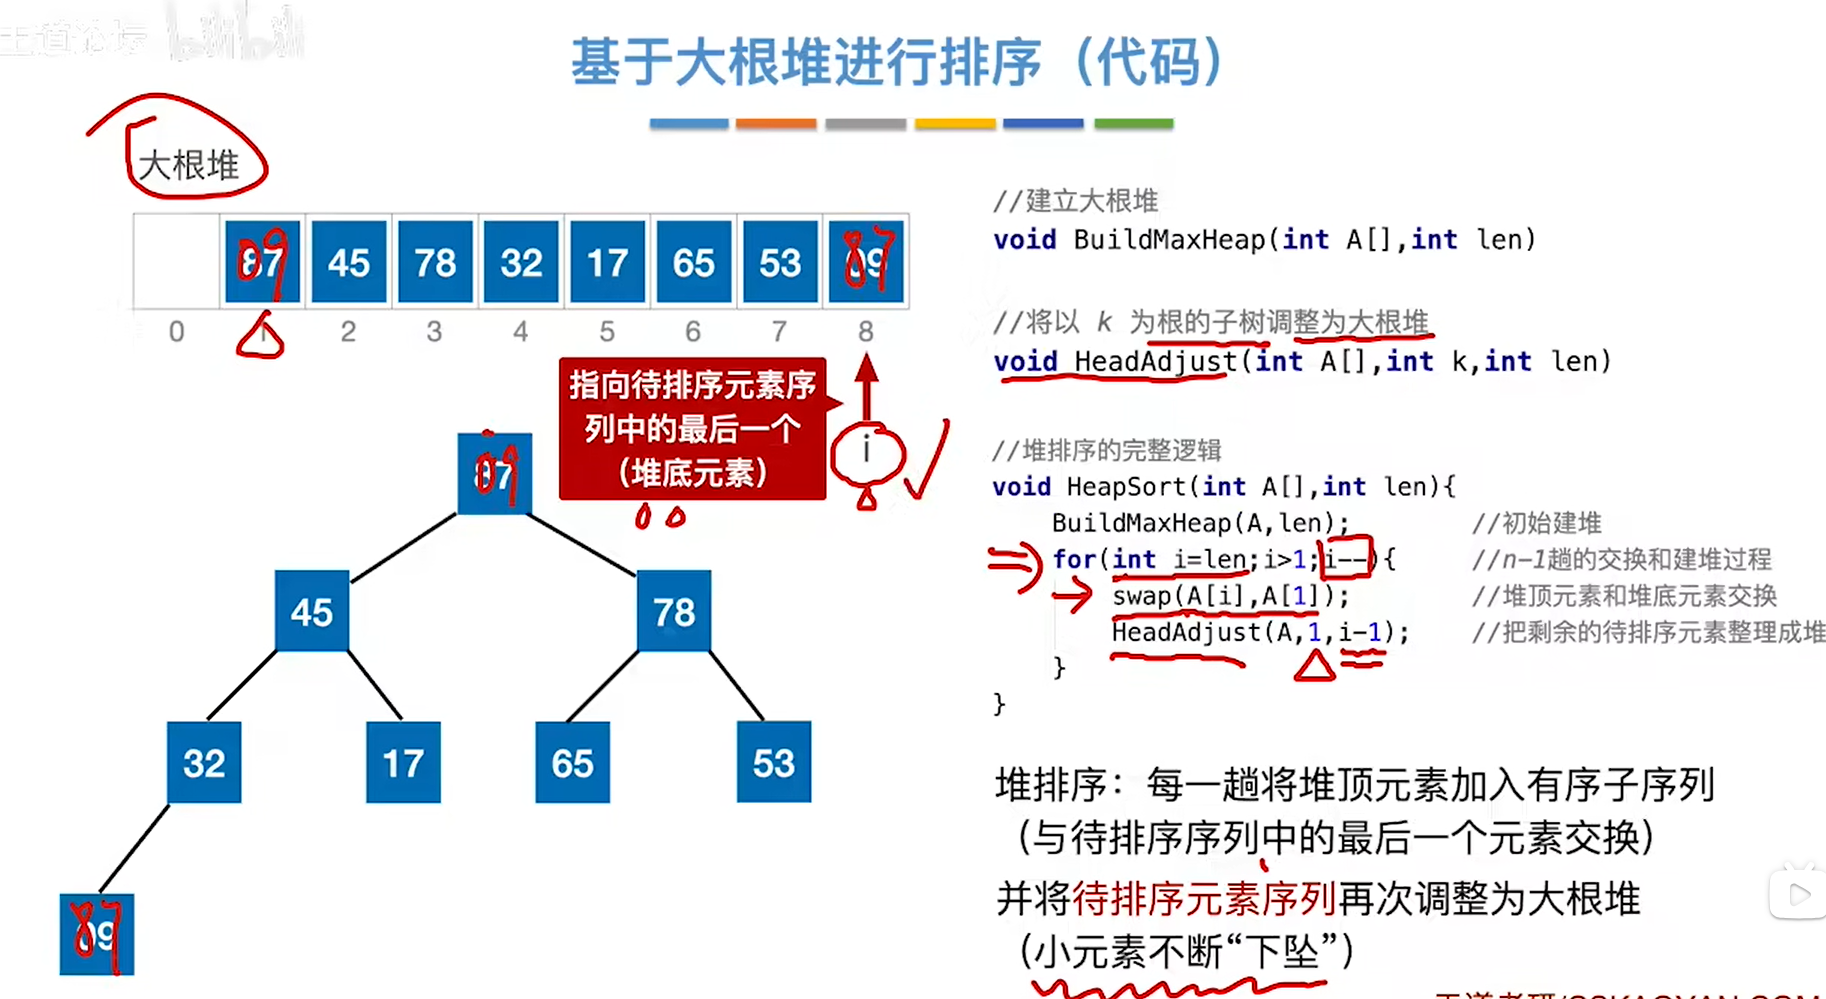 王道论坛 bilibili
基于大根堆进行排序（代码）
大根堆
87 45 78 32 17 65 53 09
09 87
0 1 2 3 4 5 6 7 8
指向待排序元素序
列中的最后一个
（堆底元素）
i
87
09
45 78
32 17 65 53
09
87
//建立大根堆
void BuildMaxHeap(int A[],int len)
//将以 k 为根的子树调整为大根堆
void HeadAdjust(int A[],int k,int len)
//堆排序的完整逻辑
void HeapSort(int A[],int len){
BuildMaxHeap(A,len); //初始建堆
for(int i=len;i>1;i--){ //n-1趟的交换和建堆过程
swap(A[i],A[1]); //堆顶元素和堆底元素交换
HeadAdjust(A,1,i-1); //把剩余的待排序元素整理成堆
}
}
堆排序：每一趟将堆顶元素加入有序子序列
（与待排序序列中的最后一个元素交换）
并将待排序元素序列再次调整为大根堆
（小元素不断“下坠”）
王道考研/CSKAOYAN.COM